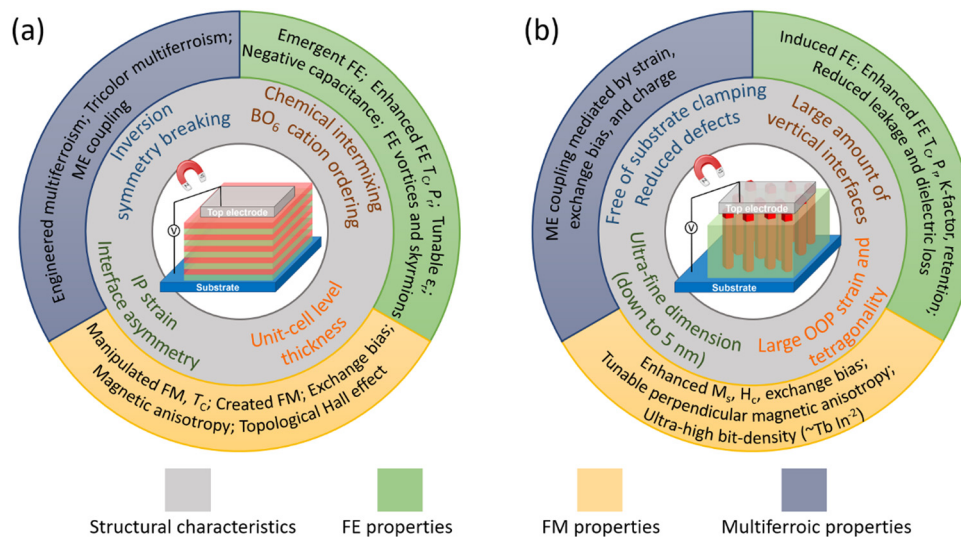 (a)
Engineered multiferroism; Tricolor multiferroism;
ME coupling
Emergent FE; Enhanced FE T_C, P_r; Tunable E_c;
Negative capacitance; FE vortices and skyrmions
Manipulated FM, T_C; Created FM; Exchange bias;
Magnetic anisotropy; Topological Hall effect
Inversion
symmetry breaking
Chemical intermixing
BO₆ cation ordering
IP strain
Interface asymmetry
Unit-cell level
thickness
V
Top electrode
Substrate
(b)
ME coupling mediated by strain,
exchange bias, and charge
Induced FE; Enhanced FE T_C, P_r, K-factor, retention;
Reduced leakage and dielectric loss
Enhanced M_s, H_c, exchange bias;
Tunable perpendicular magnetic anisotropy;
Ultra-high bit-density (~Tb In⁻²)
Free of substrate clamping
Reduced defects
Large amount of
vertical interfaces
Ultra-fine dimension
(down to 5 nm)
Large OOP strain and
tetragonality
V
Top electrode
Substrate
Structural characteristics
FE properties
FM properties
Multiferroic properties